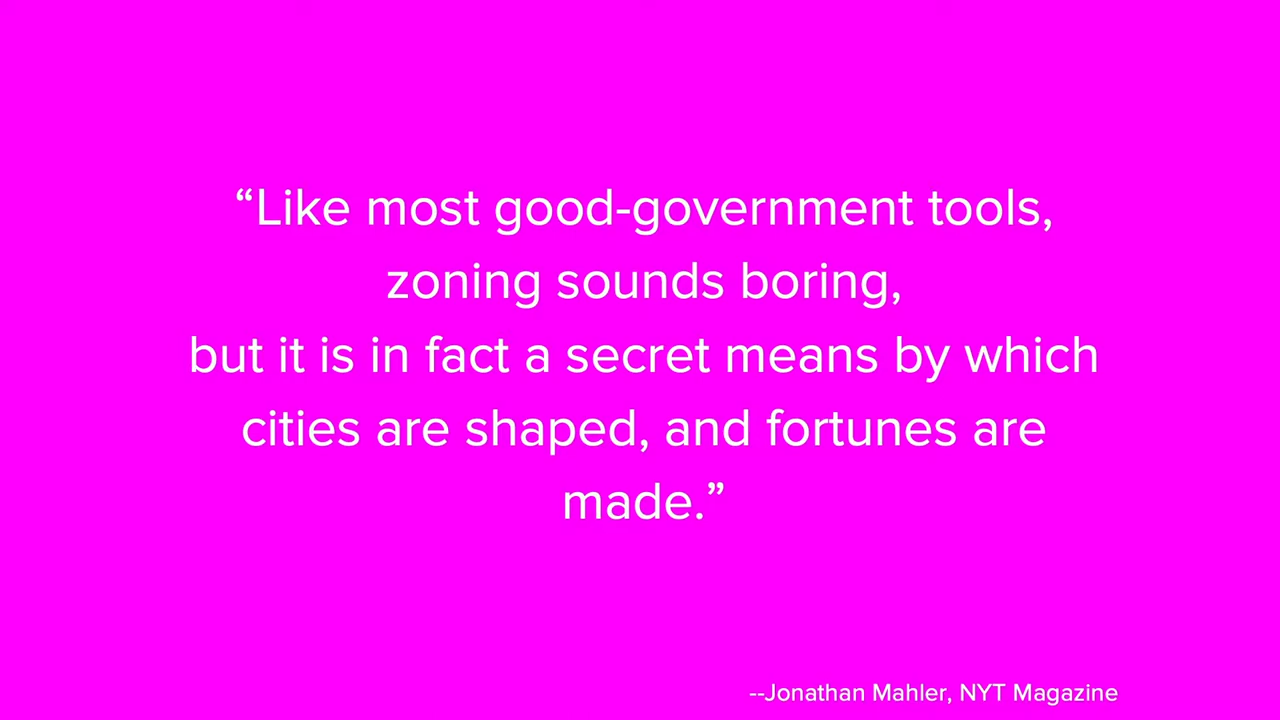 “Like most good-government tools,
zoning sounds boring,
but it is in fact a secret means by which
cities are shaped, and fortunes are
made.”
--Jonathan Mahler, NYT Magazine